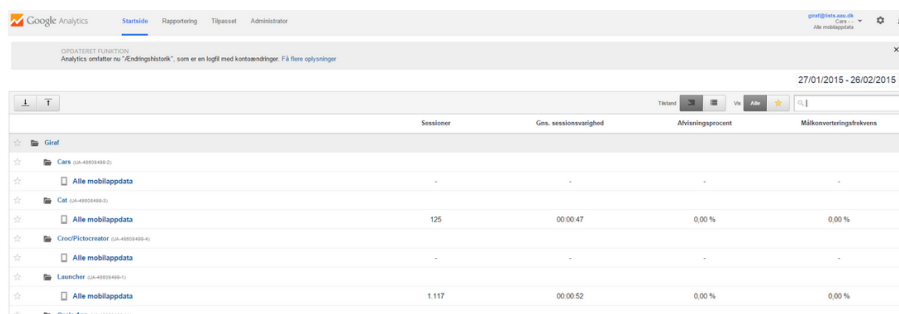 Google Analytics Startside Rapportering Tilpasset Administrator
giraf@lists.aau.dk
Cars
Alle mobilappdata
OPDATERET FUNKTION
Analytics omfatter nu "Ændringshistorik", som er en logfil med kontoændringer. Få flere oplysninger
27/01/2015 - 26/02/2015
Tilstand Vis Alle
Sessioner Gns. sessionsvarighed Afvisningsprocent Målkonverteringsfrekvens
Giraf
Cars
Alle mobilappdata - - - -
Cat
Alle mobilappdata 125 00:00:47 0,00 % 0,00 %
Croc/Pictocreator
Alle mobilappdata - - - -
Launcher
Alle mobilappdata 1.117 00:00:52 0,00 % 0,00 %